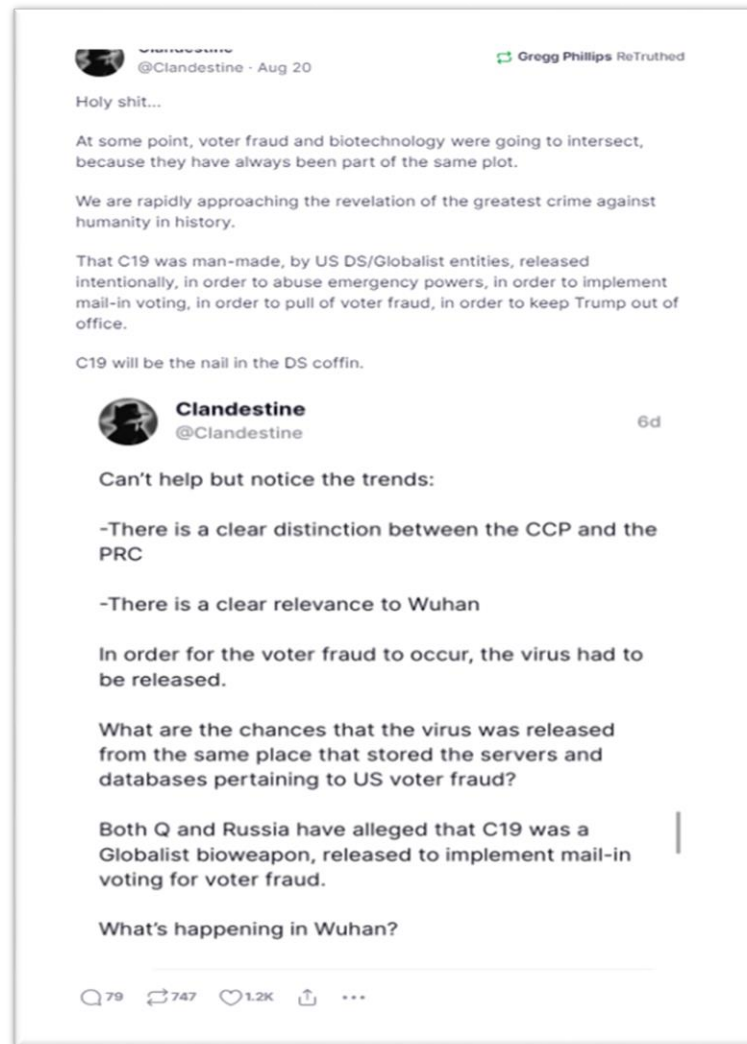 @Clandestine · Aug 20
Gregg Phillips ReTruthed
Holy shit...
At some point, voter fraud and biotechnology were going to intersect,
because they have always been part of the same plot.
We are rapidly approaching the revelation of the greatest crime against
humanity in history.
That C19 was man-made, by US DS/Globalist entities, released
intentionally, in order to abuse emergency powers, in order to implement
mail-in voting, in order to pull of voter fraud, in order to keep Trump out of
office.
C19 will be the nail in the DS coffin.
Clandestine
@Clandestine
6d
Can't help but notice the trends:
-There is a clear distinction between the CCP and the
PRC
-There is a clear relevance to Wuhan
In order for the voter fraud to occur, the virus had to
be released.
What are the chances that the virus was released
from the same place that stored the servers and
databases pertaining to US voter fraud?
Both Q and Russia have alleged that C19 was a
Globalist bioweapon, released to implement mail-in
voting for voter fraud.
What's happening in Wuhan?
79 747 1.2K